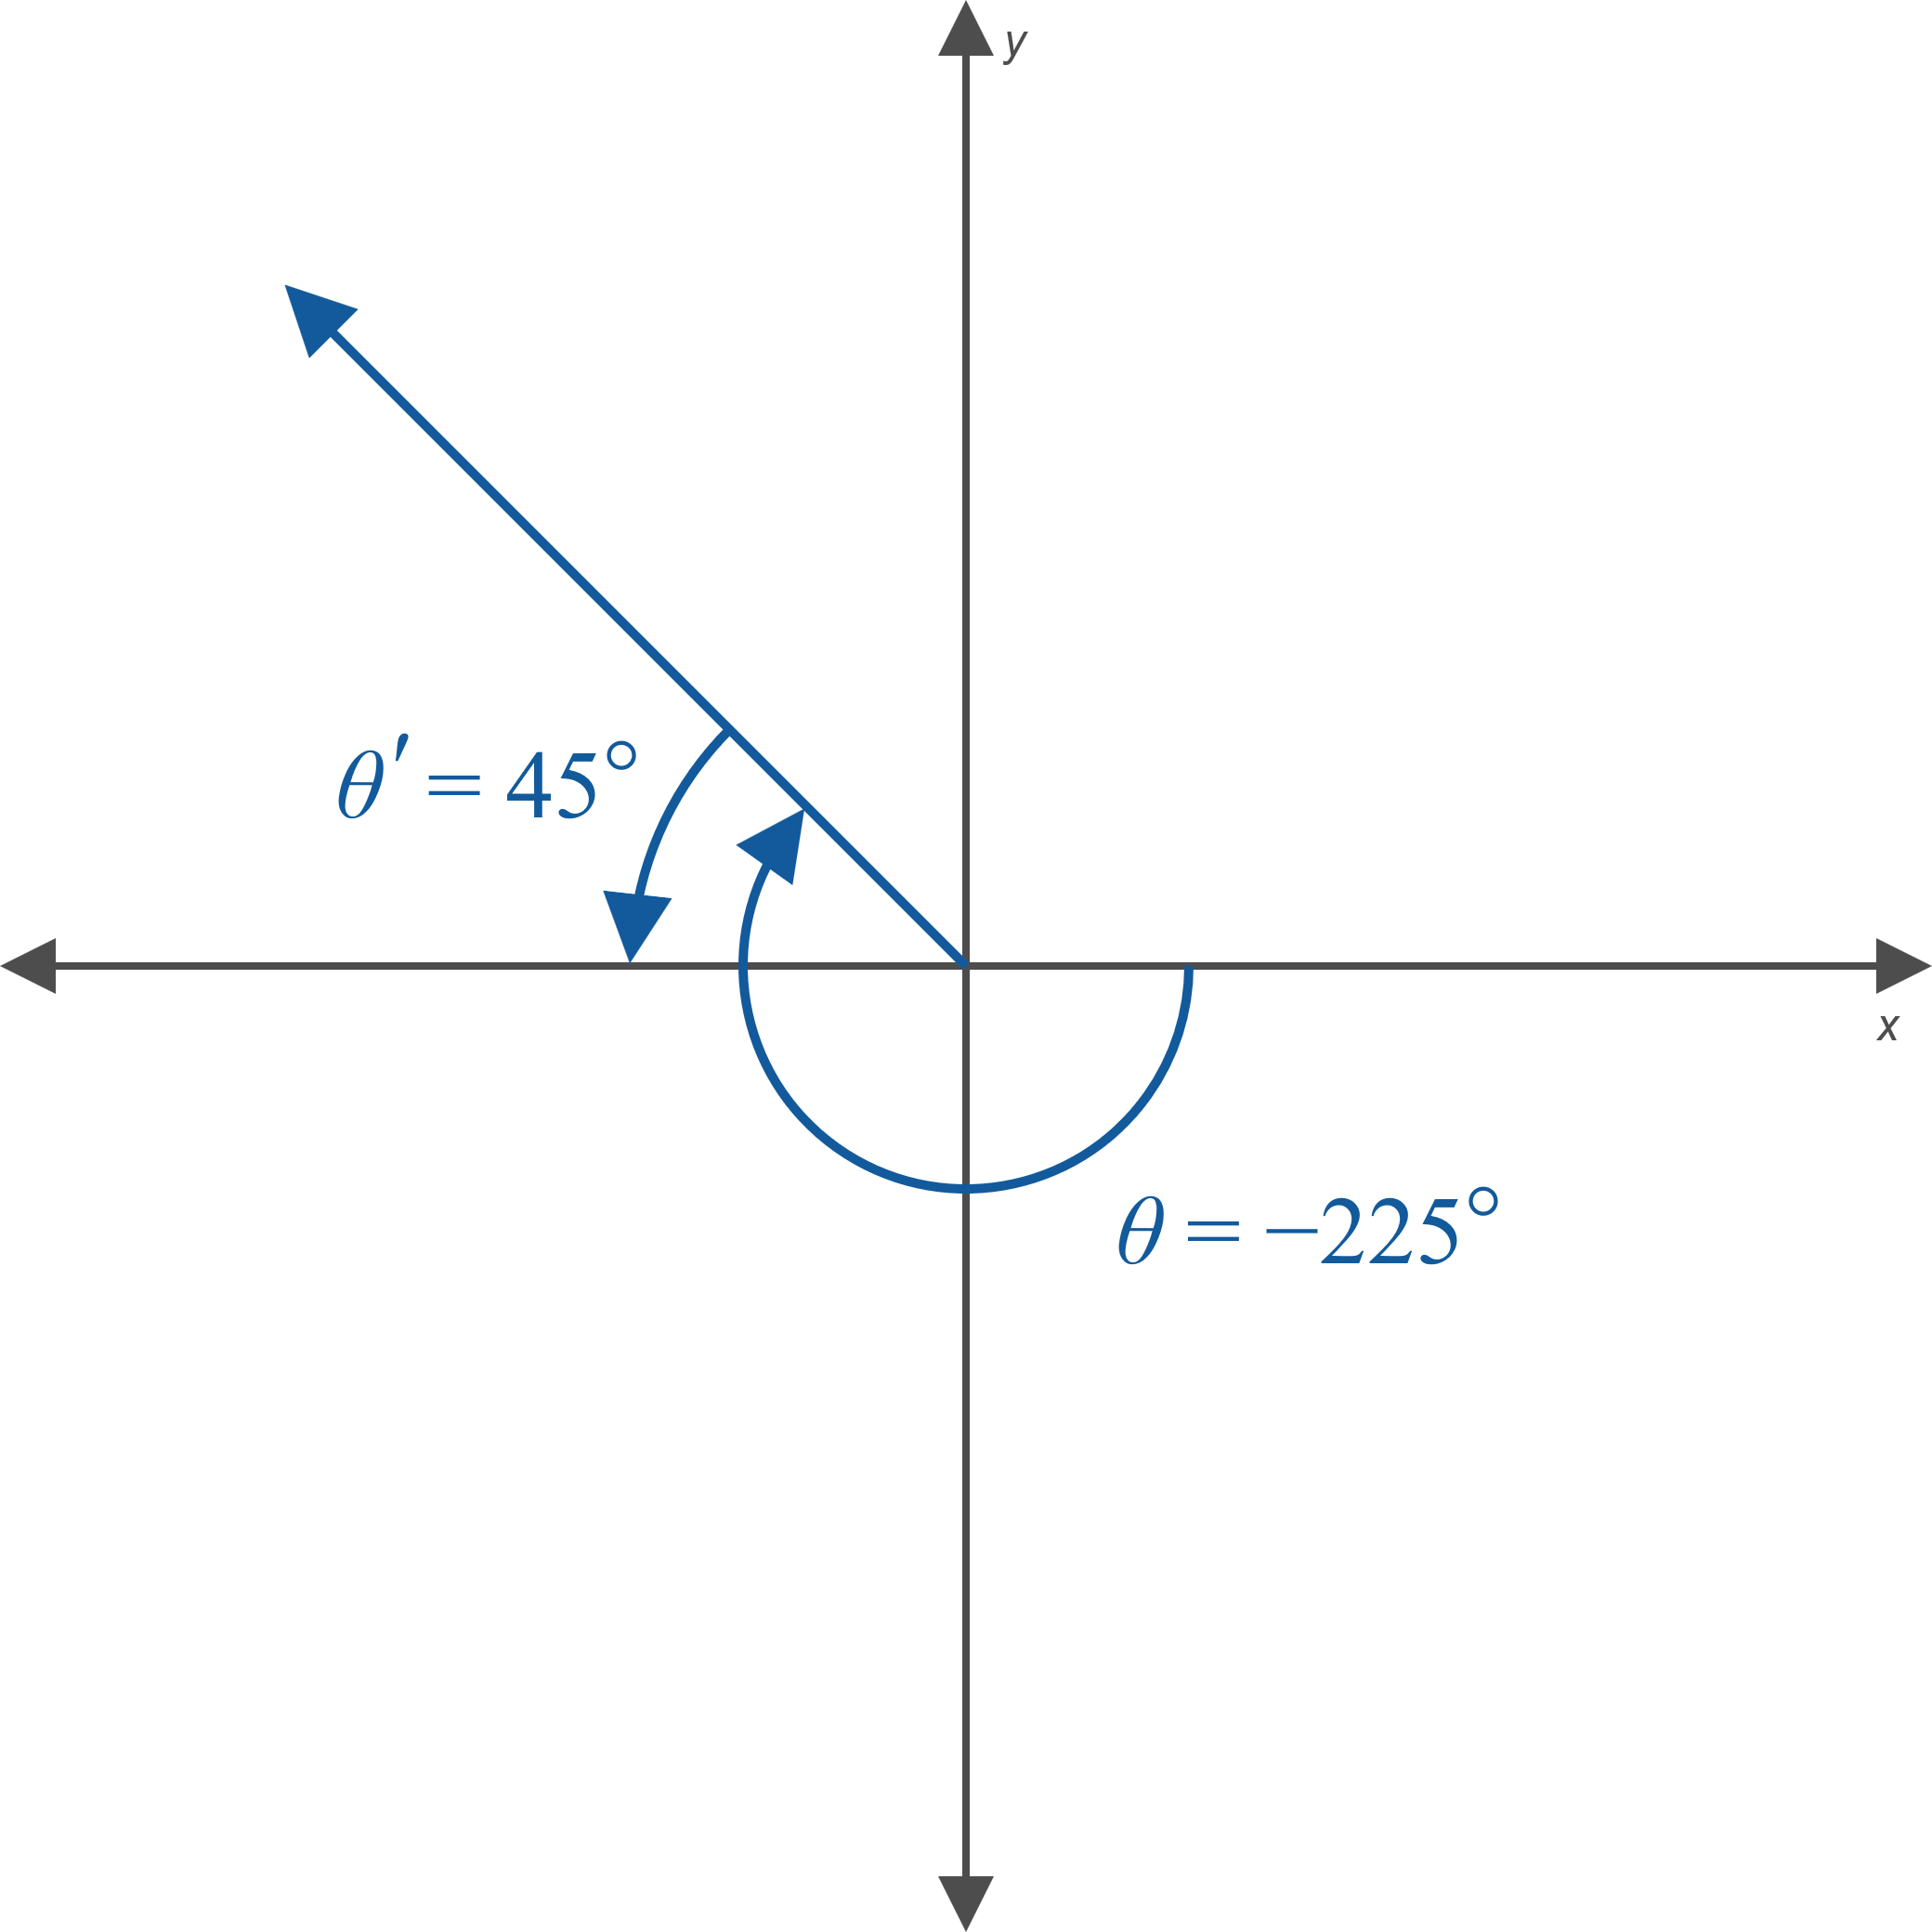 y
θ′ = 45°
x
θ = −225°